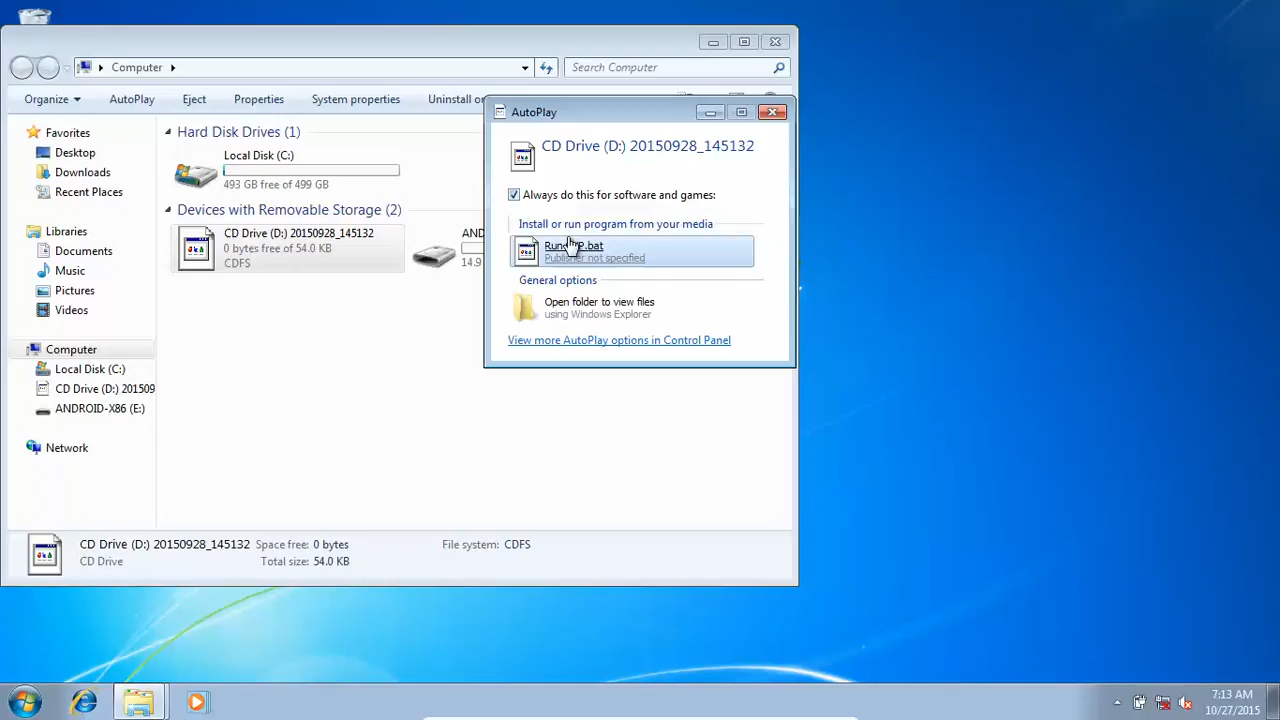 Computer
Search Computer
Organize
AutoPlay
Eject
Properties
System properties
Uninstall or
Favorites
Desktop
Downloads
Recent Places
Libraries
Documents
Music
Pictures
Videos
Computer
Local Disk (C:)
CD Drive (D:) 20150
ANDROID-X86 (E:)
Network
Hard Disk Drives (1)
Local Disk (C:)
493 GB free of 499 GB
Devices with Removable Storage (2)
CD Drive (D:) 20150928_145132
0 bytes free of 54.0 KB
CDFS
AND
14.9
AutoPlay
CD Drive (D:) 20150928_145132
Always do this for software and games:
Install or run program from your media
Publisher not specified
General options
Open folder to view files
using Windows Explorer
View more AutoPlay options in Control Panel
CD Drive (D:) 20150928_145132 Space free: 0 bytes File system: CDFS
CD Drive Total size: 54.0 KB
7:13 AM
10/27/2015